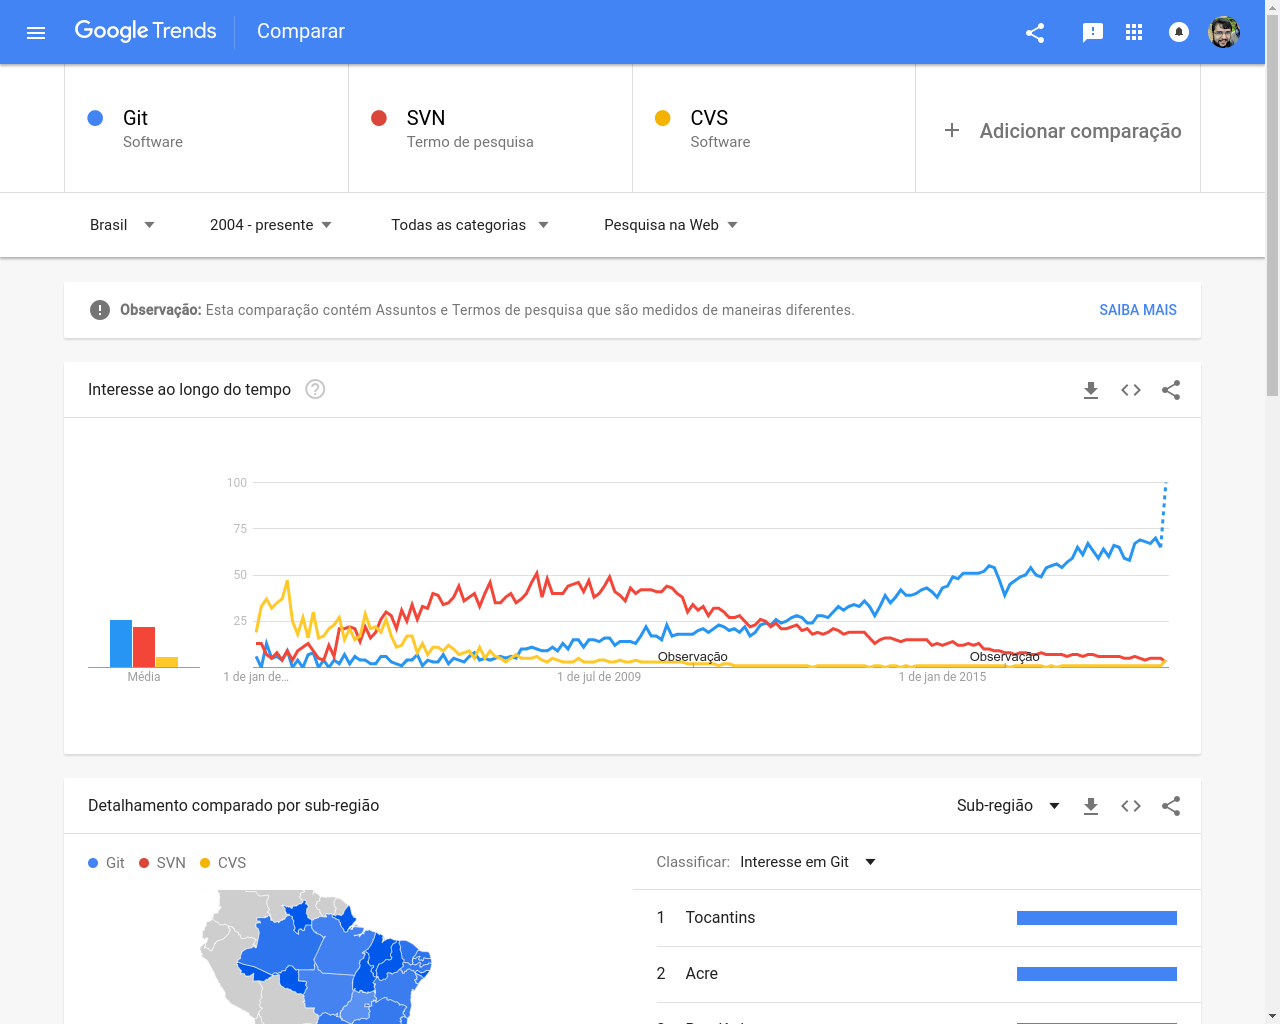 Google Trends
Comparar
Git
Software
SVN
Termo de pesquisa
CVS
Software
Adicionar comparação
Brasil
2004 - presente
Todas as categorias
Pesquisa na Web
Observação: Esta comparação contém Assuntos e Termos de pesquisa que são medidos de maneiras diferentes.
SAIBA MAIS
Interesse ao longo do tempo
100
75
50
25
Observação
Observação
Média
1 de jan de...
1 de jul de 2009
1 de jan de 2015
Detalhamento comparado por sub-região
Sub-região
Git
SVN
CVS
Classificar: Interesse em Git
1 Tocantins
2 Acre